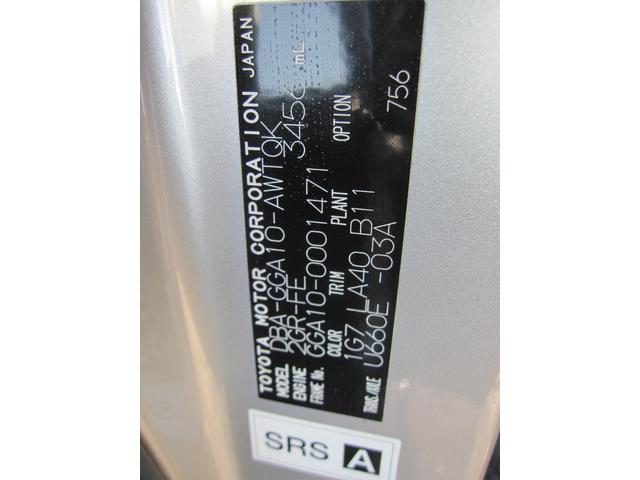 TOYOTA MOTOR CORPORATION JAPAN
MODEL DBA-GGA10-AWTQK
ENGINE 2GR-FE 3456 mL
FRAME No. GGA10-0001471
COLOR TRIM PLANT OPTION
1G7 LA40 B11 756
TRANS./AXLE U660E -03A
SRS A